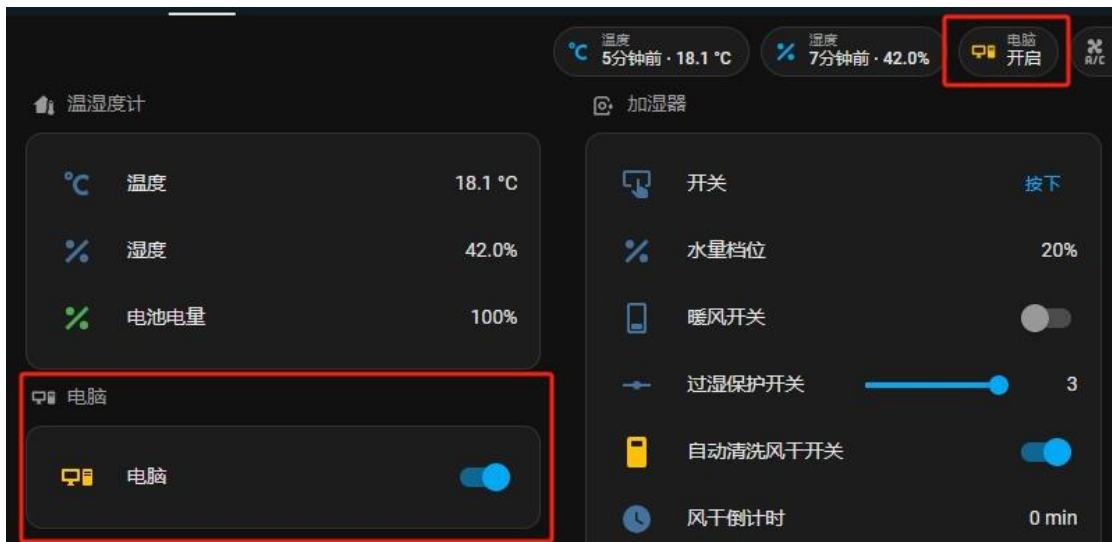 ℃ 温度
5分钟前 · 18.1 °C
% 湿度
7分钟前 · 42.0%
电脑
开启
A/C
温湿度计
℃ 温度 18.1 °C
% 湿度 42.0%
% 电池电量 100%
电脑
电脑
加湿器
开关 按下
% 水量档位 20%
暖风开关
过湿保护开关 3
自动清洗风干开关
风干倒计时 0 min